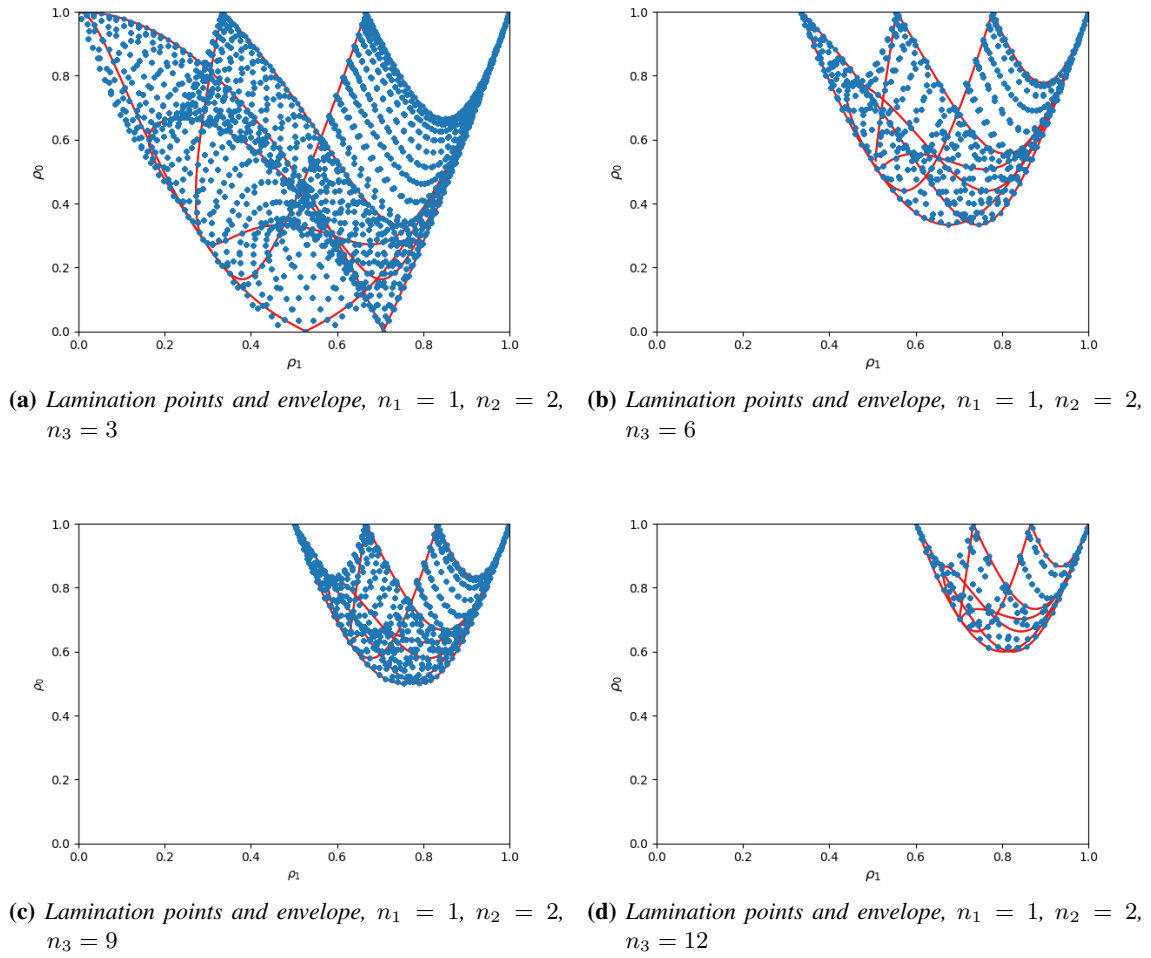 1.0
0.8
0.6
0.4
0.2
0.0
ρ₀
0.0 0.2 0.4 0.6 0.8 1.0
ρ₁
(a) Lamination points and envelope, n₁ = 1, n₂ = 2,
n₃ = 3
1.0
0.8
0.6
0.4
0.2
0.0
ρ₀
0.0 0.2 0.4 0.6 0.8 1.0
ρ₁
(b) Lamination points and envelope, n₁ = 1, n₂ = 2,
n₃ = 6
1.0
0.8
0.6
0.4
0.2
0.0
ρ₀
0.0 0.2 0.4 0.6 0.8 1.0
ρ₁
(c) Lamination points and envelope, n₁ = 1, n₂ = 2,
n₃ = 9
1.0
0.8
0.6
0.4
0.2
0.0
ρ₀
0.0 0.2 0.4 0.6 0.8 1.0
ρ₁
(d) Lamination points and envelope, n₁ = 1, n₂ = 2,
n₃ = 12